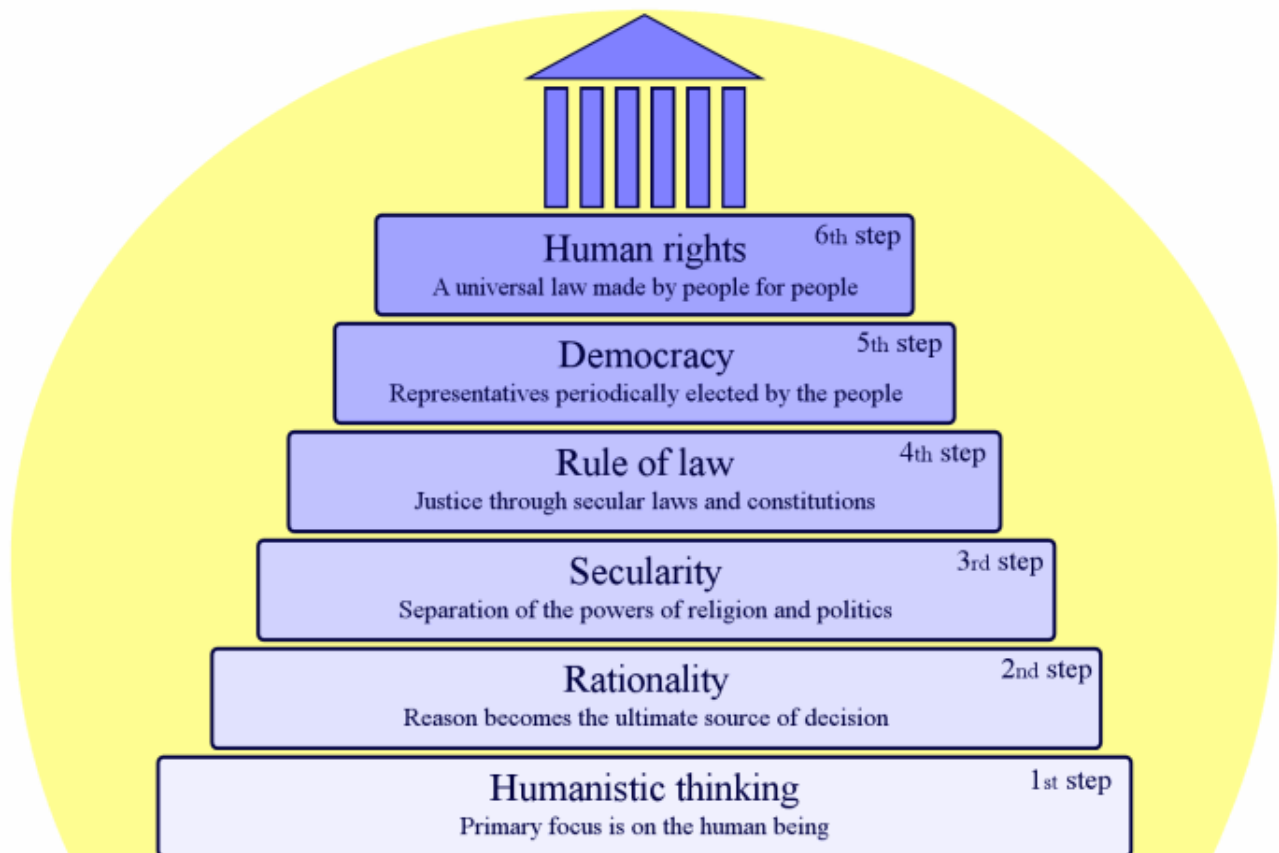 6th step
Human rights
A universal law made by people for people
5th step
Democracy
Representatives periodically elected by the people
4th step
Rule of law
Justice through secular laws and constitutions
3rd step
Secularity
Separation of the powers of religion and politics
2nd step
Rationality
Reason becomes the ultimate source of decision
1st step
Humanistic thinking
Primary focus is on the human being